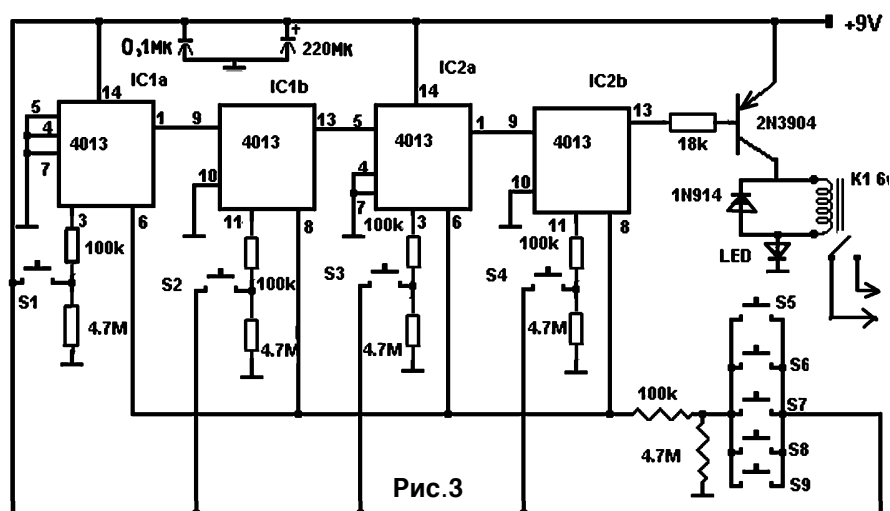 +9V
0,1МК
220МК
+
IC1a
IC1b
IC2a
IC2b
14
14
5
4
7
4013
1
9
10
4013
13
5
4
7
4013
1
9
10
4013
13
18k
2N3904
1N914
K1 6v
LED
3
6
11
8
3
6
11
8
100k
100k
100k
100k
S1
S2
S3
S4
4.7M
4.7M
4.7M
4.7M
100k
4.7M
S5
S6
S7
S8
S9
Рис.3